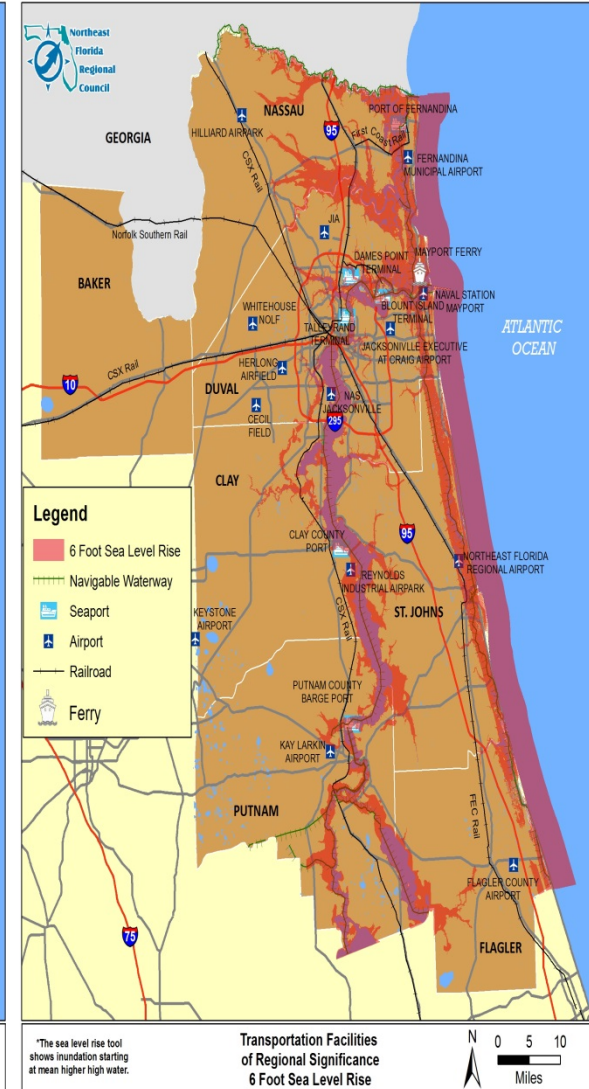 Northeast
Florida
Regional
Council
GEORGIA
NASSAU
HILLIARD AIRPARK
95
PORT OF FERNANDINA
First Coast Rail
FERNANDINA
MUNICIPAL AIRPORT
CSX Rail
Norfolk Southern Rail
JIA
BAKER
DAMES POINT
TERMINAL
MAYPORT FERRY
WHITEHOUSE
NOLF
TALLEYRAND
TERMINAL
BLOUNT ISLAND
TERMINAL
NAVAL STATION
MAYPORT
JACKSONIVLLE EXECUTIVE
AT CRAIG AIRPORT
ATLANTIC
OCEAN
CSX Rail
10
HERLONG
AIRFIELD
DUVAL
CECIL
FIELD
NAS
JACKSONVILLE
295
CLAY
95
CLAY COUNTY
PORT
REYNOLDS
INDUSTRIAL AIRPARK
NORTHEAST FLORIDA
REGIONAL AIRPORT
Legend
6 Foot Sea Level Rise
Navigable Waterway
Seaport
Airport
Railroad
Ferry
KEYSTONE
AIRPORT
CSX Rail
ST. JOHNS
PUTNAM COUNTY
BARGE PORT
KAY LARKIN
AIRPORT
PUTNAM
FEC Rail
FLAGLER COUNTY
AIRPORT
75
FLAGLER
"The sea level rise tool
shows inundation starting
at mean higher high water.
Transportation Facilities
of Regional Significance
6 Foot Sea Level Rise
N
0 5 10
Miles